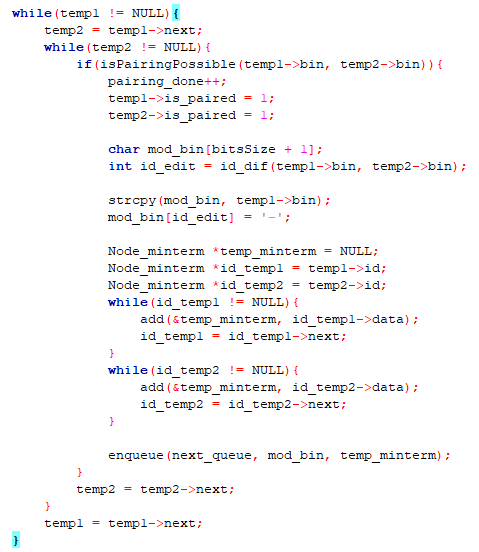 while(temp1 != NULL){
    temp2 = temp1->next;
    while(temp2 != NULL){
        if(isPairingPossible(temp1->bin, temp2->bin)){
            pairing_done++;
            temp1->is_paired = 1;
            temp2->is_paired = 1;

            char mod_bin[bitsSize + 1];
            int id_edit = id_dif(temp1->bin, temp2->bin);

            strcpy(mod_bin, temp1->bin);
            mod_bin[id_edit] = '-';

            Node_minterm *temp_minterm = NULL;
            Node_minterm *id_temp1 = temp1->id;
            Node_minterm *id_temp2 = temp2->id;
            while(id_temp1 != NULL){
                add(&temp_minterm, id_temp1->data);
                id_temp1 = id_temp1->next;
            }
            while(id_temp2 != NULL){
                add(&temp_minterm, id_temp2->data);
                id_temp2 = id_temp2->next;
            }

            enqueue(next_queue, mod_bin, temp_minterm);
        }
        temp2 = temp2->next;
    }
    temp1 = temp1->next;
}